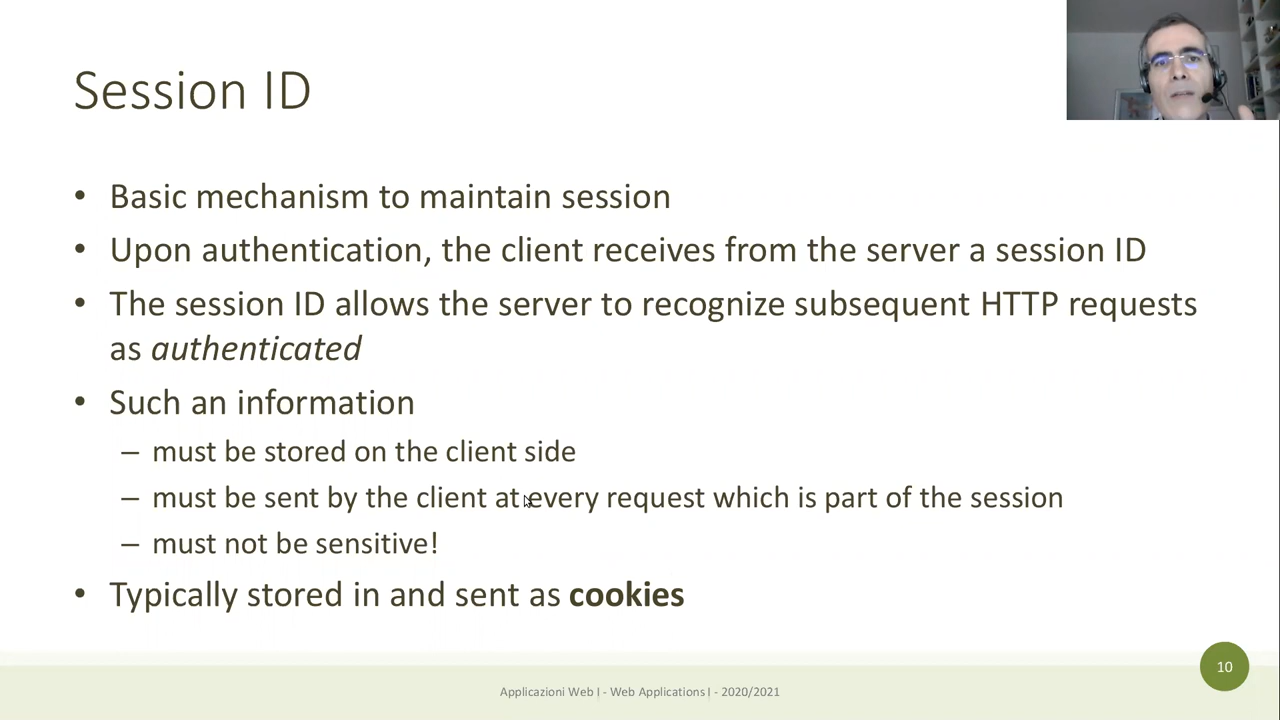 Session ID
• Basic mechanism to maintain session
• Upon authentication, the client receives from the server a session ID
• The session ID allows the server to recognize subsequent HTTP requests
as authenticated
• Such an information
– must be stored on the client side
– must be sent by the client at every request which is part of the session
– must not be sensitive!
• Typically stored in and sent as cookies
10
Applicazioni Web I - Web Applications I - 2020/2021